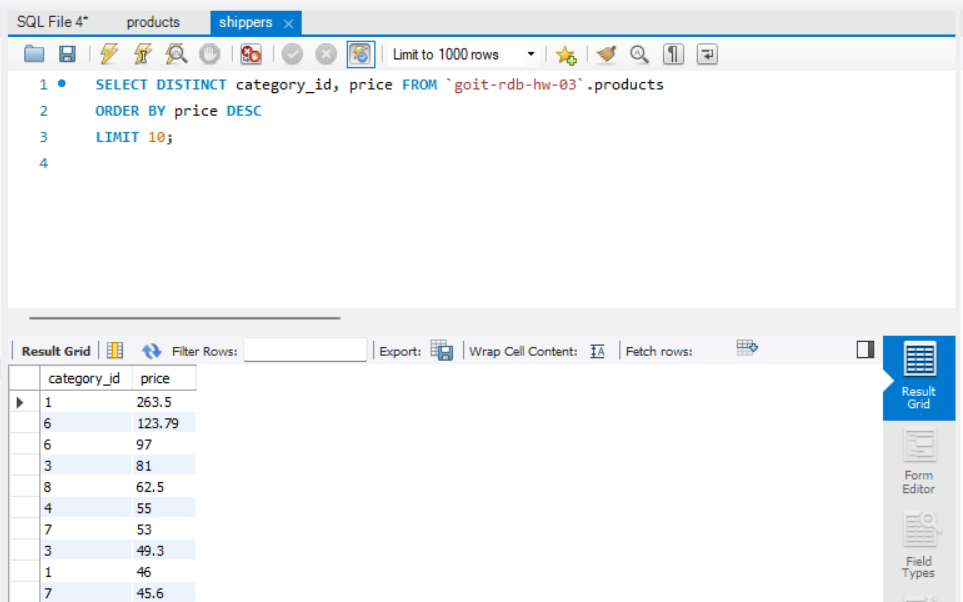 SQL File 4* products shippers ×
Limit to 1000 rows
1 SELECT DISTINCT category_id, price FROM `goit-rdb-hw-03`.products
2 ORDER BY price DESC
3 LIMIT 10;
4
Result Grid Filter Rows: Export: Wrap Cell Content: IA Fetch rows:
category_id price
1 263.5
6 123.79
6 97
3 81
8 62.5
4 55
7 53
3 49.3
1 46
7 45.6
Result
Grid
Form
Editor
Field
Types